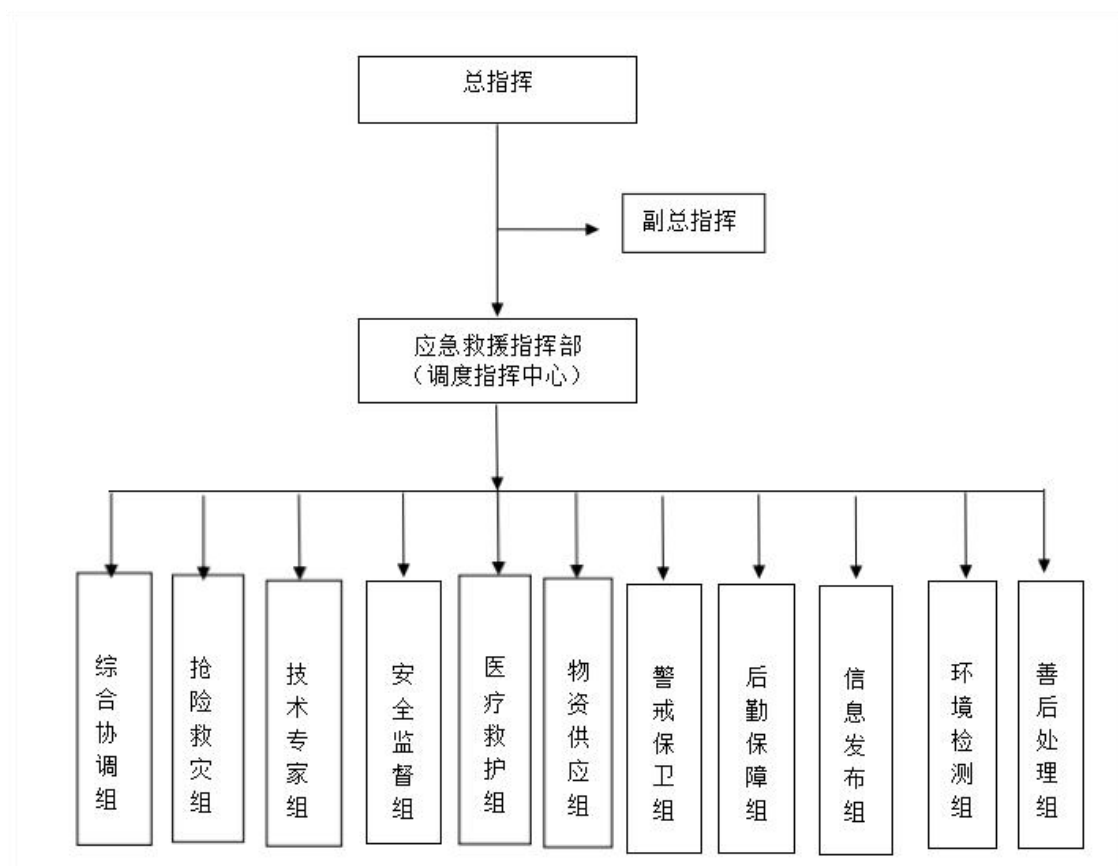 总指挥
副总指挥
应急救援指挥部
（调度指挥中心）
综合协调组
抢险救灾组
技术专家组
安全监督组
医疗救护组
物资供应组
警戒保卫组
后勤保障组
信息发布组
环境检测组
善后处理组